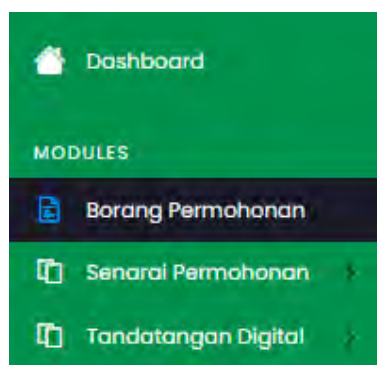 Dashboard
MODULES
Borang Permohonan
Senarai Permohonan
Tandatangan Digital